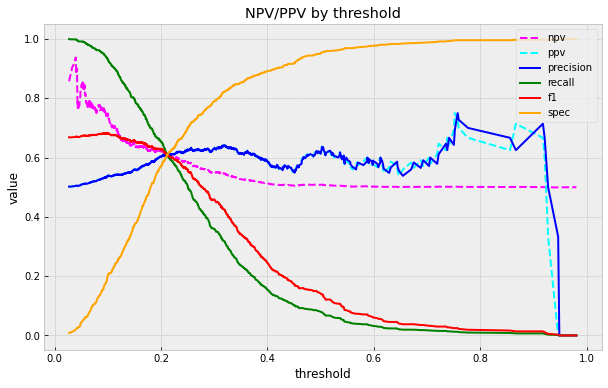 NPV/PPV by threshold
npv
ppv
precision
recall
f1
spec
value
1.0
0.8
0.6
0.4
0.2
0.0
0.0 0.2 0.4 0.6 0.8 1.0
threshold